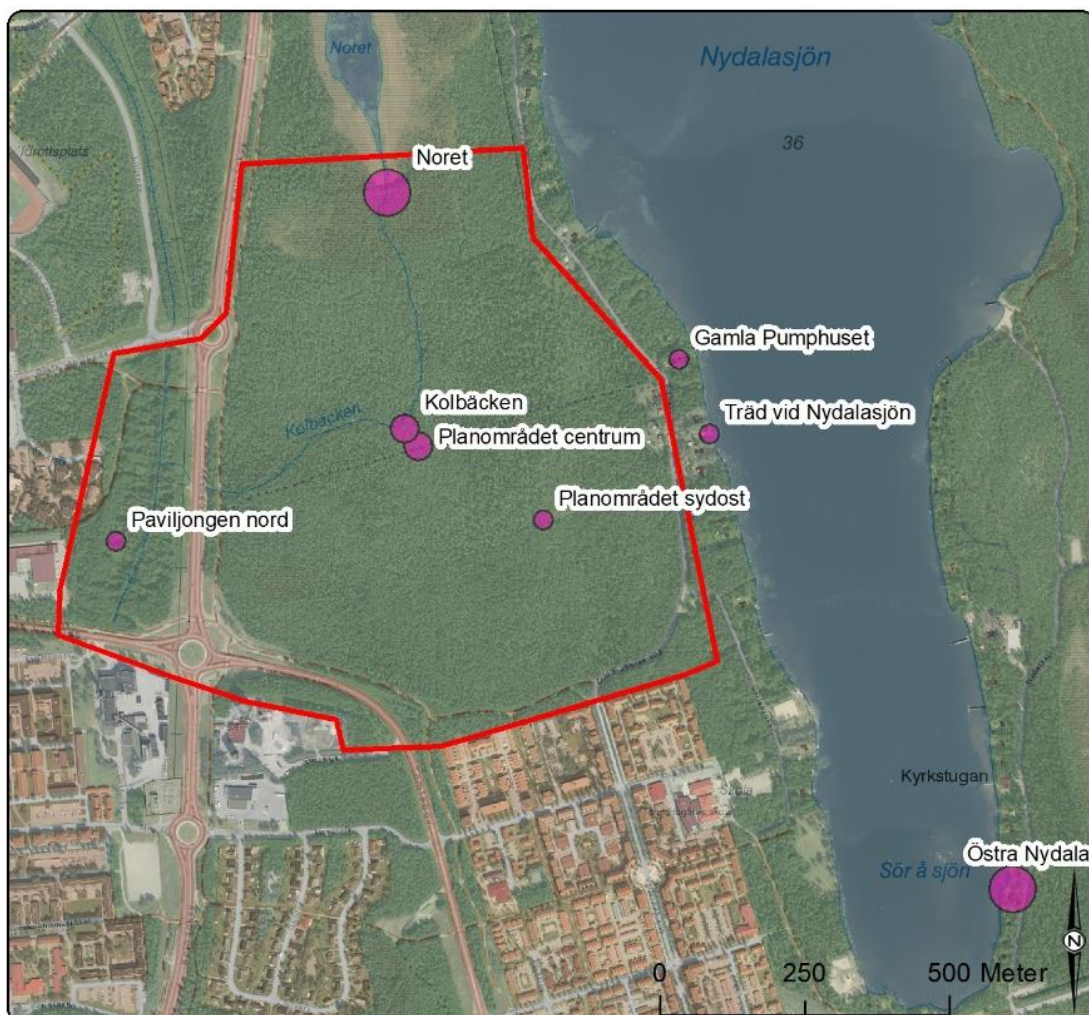 Noret
Nydalasjön
36
Idrottsplats
Noret
Gamla Pumphuset
Kolbäcken
Träd vid Nydalasjön
Kolbäcken
Planområdet centrum
Planområdet sydost
Paviljongen nord
Kyrkstugan
Skola
Östra Nydala
Sör å sjön
N
0
250
500 Meter